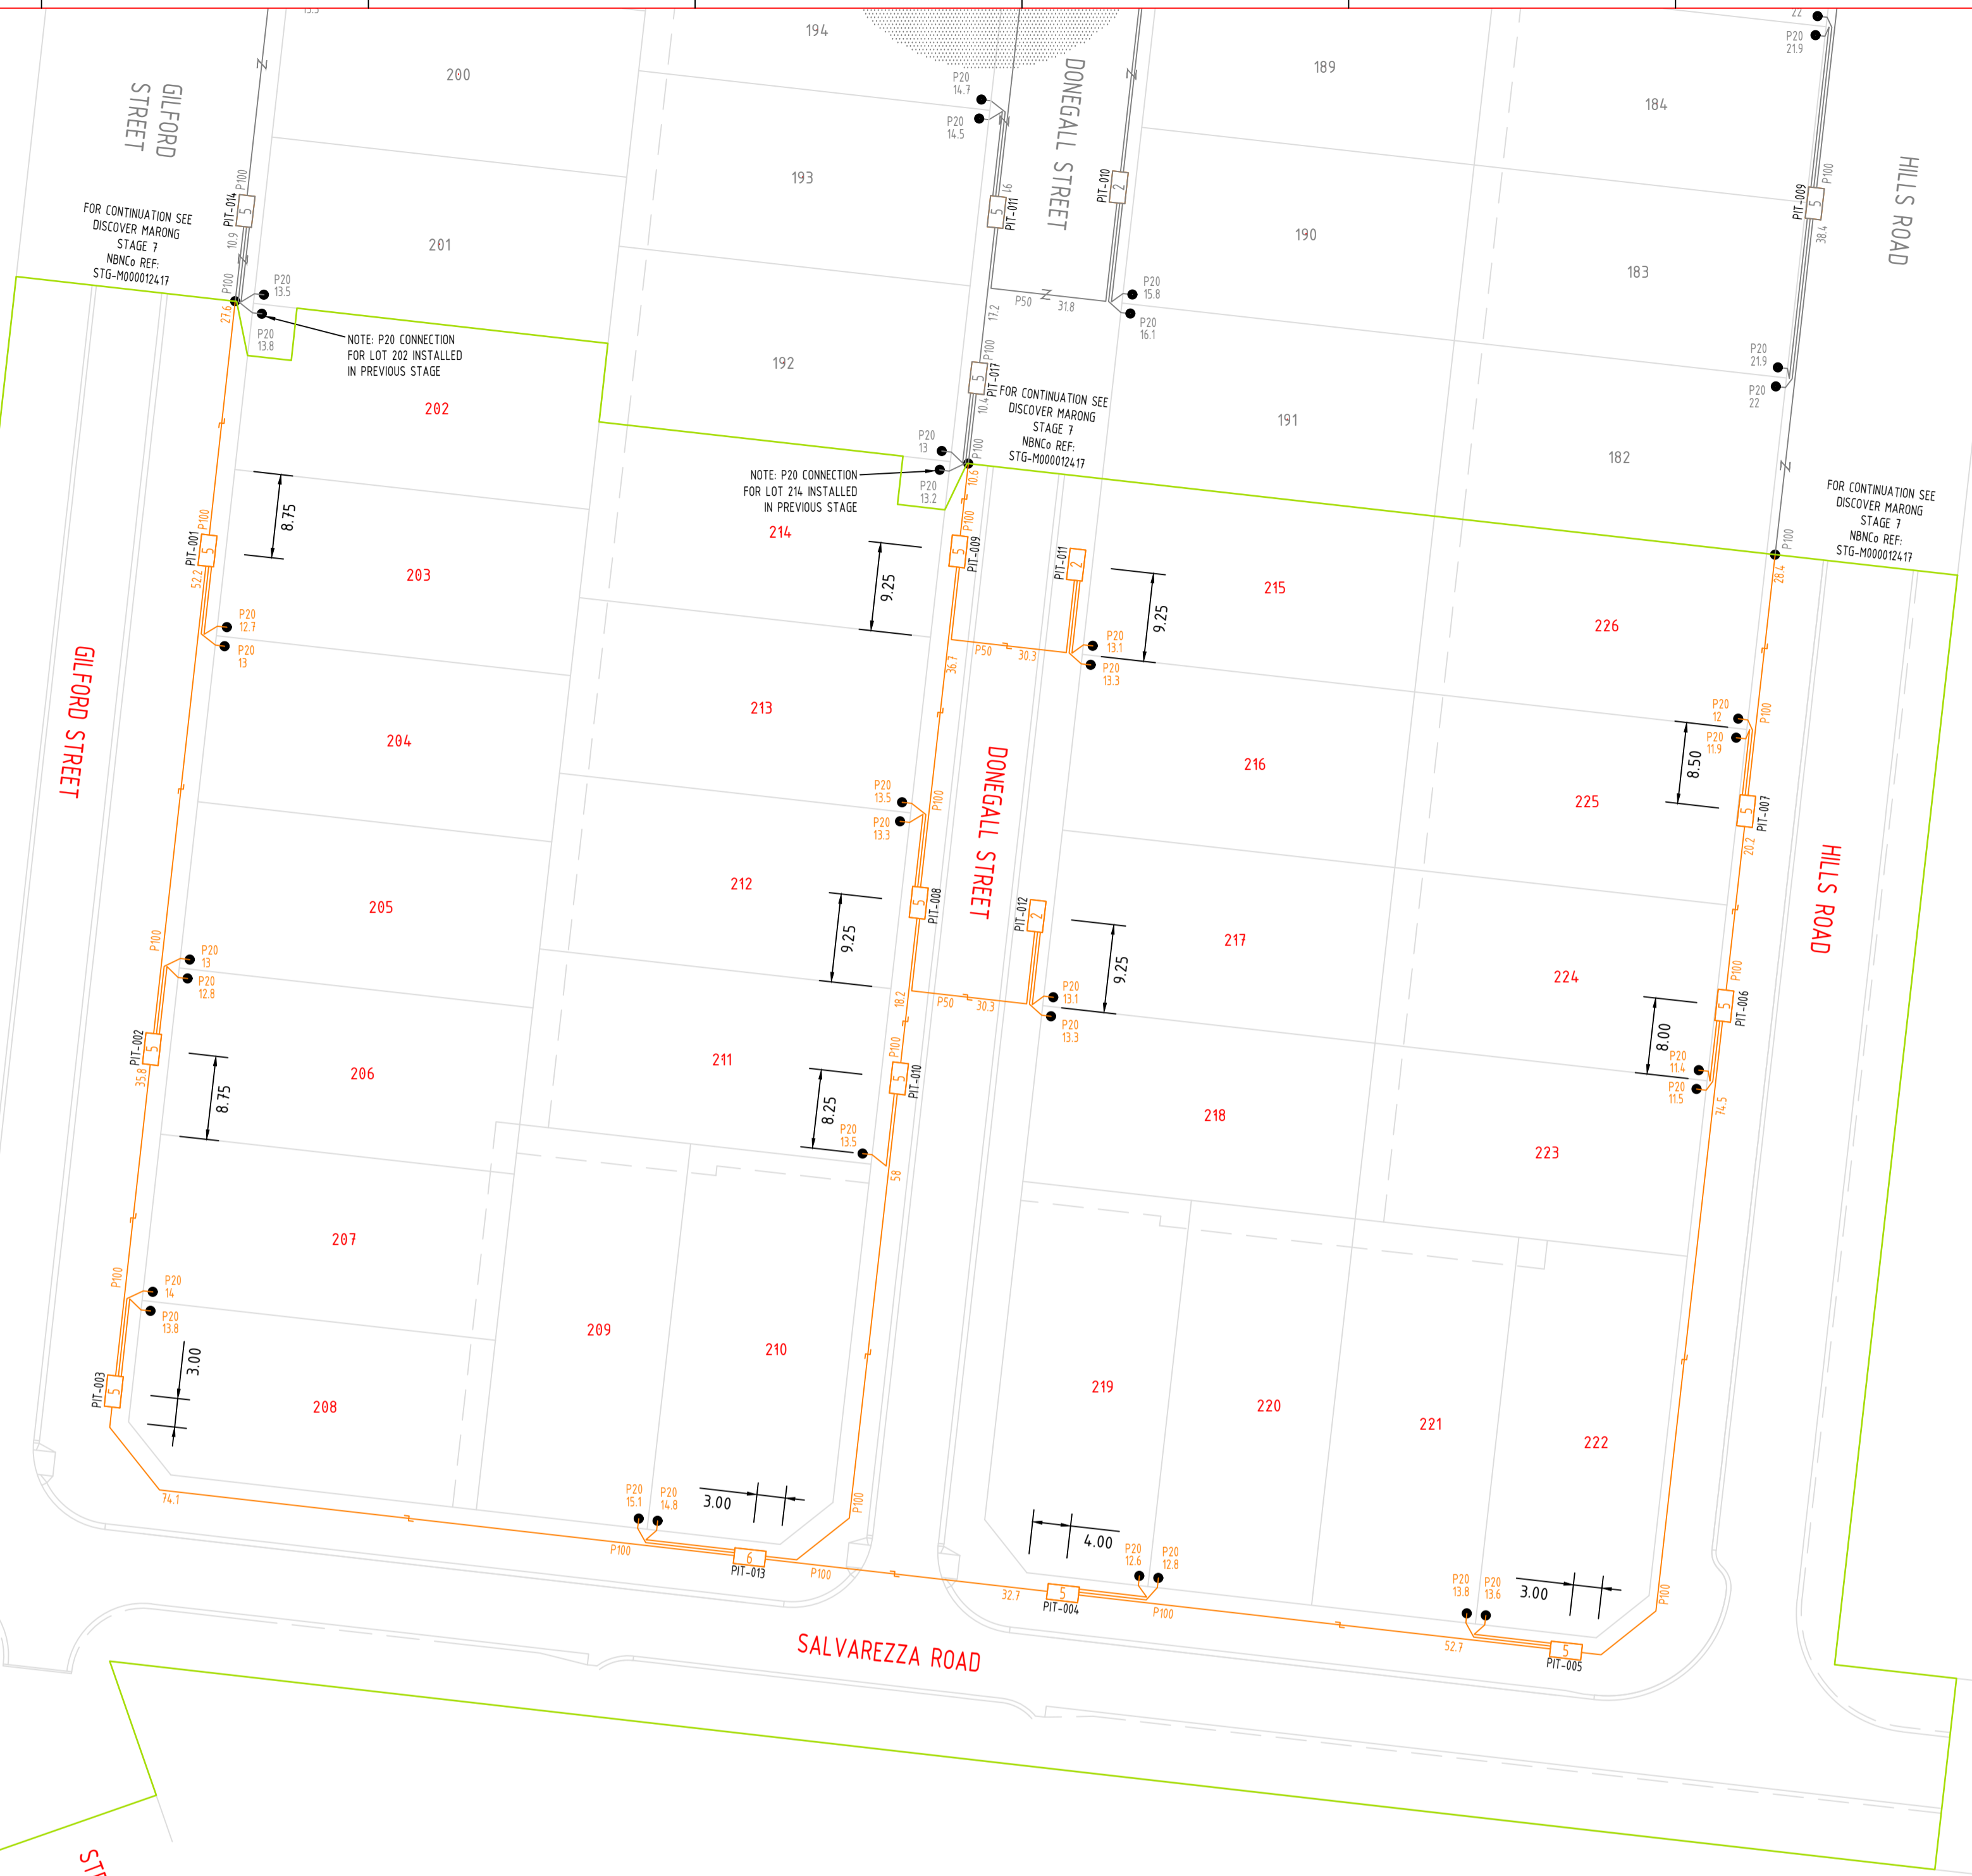 194
200
189
184
193
201
190
183
192
191
182
GILFORD
STREET
DONEGALL STREET
HILLS ROAD
22
P20
21.9
P20
14.7
P20
14.5
P100
PIT-014
5
10.9
P100
27.6
P20
13.5
P20
13.8
FOR CONTINUATION SEE
DISCOVER MARONG
STAGE 7
NBNCo REF:
STG-M000012417
NOTE: P20 CONNECTION
FOR LOT 202 INSTALLED
IN PREVIOUS STAGE
5
PIT-011
PIT-010
2
P50
31.8
17.2
P20
15.8
P20
16.1
P100
PIT-017
5
10.4
P100
PIT-009
5
P100
38.4
P20
21.9
P20
22
P20
13
P20
13.2
10.6
FOR CONTINUATION SEE
DISCOVER MARONG
STAGE 7
NBNCo REF:
STG-M000012417
NOTE: P20 CONNECTION
FOR LOT 214 INSTALLED
IN PREVIOUS STAGE
FOR CONTINUATION SEE
DISCOVER MARONG
STAGE 7
NBNCo REF:
STG-M000012417
P100
28.4
202
203
204
205
206
207
208
209
210
211
212
213
214
215
216
217
218
219
220
221
222
223
224
225
226
GILFORD STREET
DONEGALL STREET
HILLS ROAD
SALVAREZZA ROAD
P100
PIT-001
5
52.2
8.75
P20
12.7
P20
13
P100
P20
13
P20
12.8
PIT-002
5
35.8
8.75
P100
P20
14
P20
13.8
PIT-003
5
3.00
74.1
P100
5
PIT-009
9.25
36.7
P50
30.3
PIT-011
2
9.25
P20
13.1
P20
13.3
P20
13.5
P20
13.3
P100
5
PIT-008
9.25
18.2
P50
30.3
PIT-012
2
9.25
P20
13.1
P20
13.3
P100
5
PIT-010
8.25
P20
13.5
58
P100
P20
12
P20
11.9
P100
8.50
5
PIT-007
20.2
P100
5
PIT-006
8.00
P20
11.4
P20
11.5
74.5
P100
P20
15.1
P20
14.8
3.00
P100
6
PIT-013
P100
32.7
4.00
5
PIT-004
P20
12.6
P20
12.8
P100
52.7
P20
13.8
P20
13.6
3.00
5
PIT-005